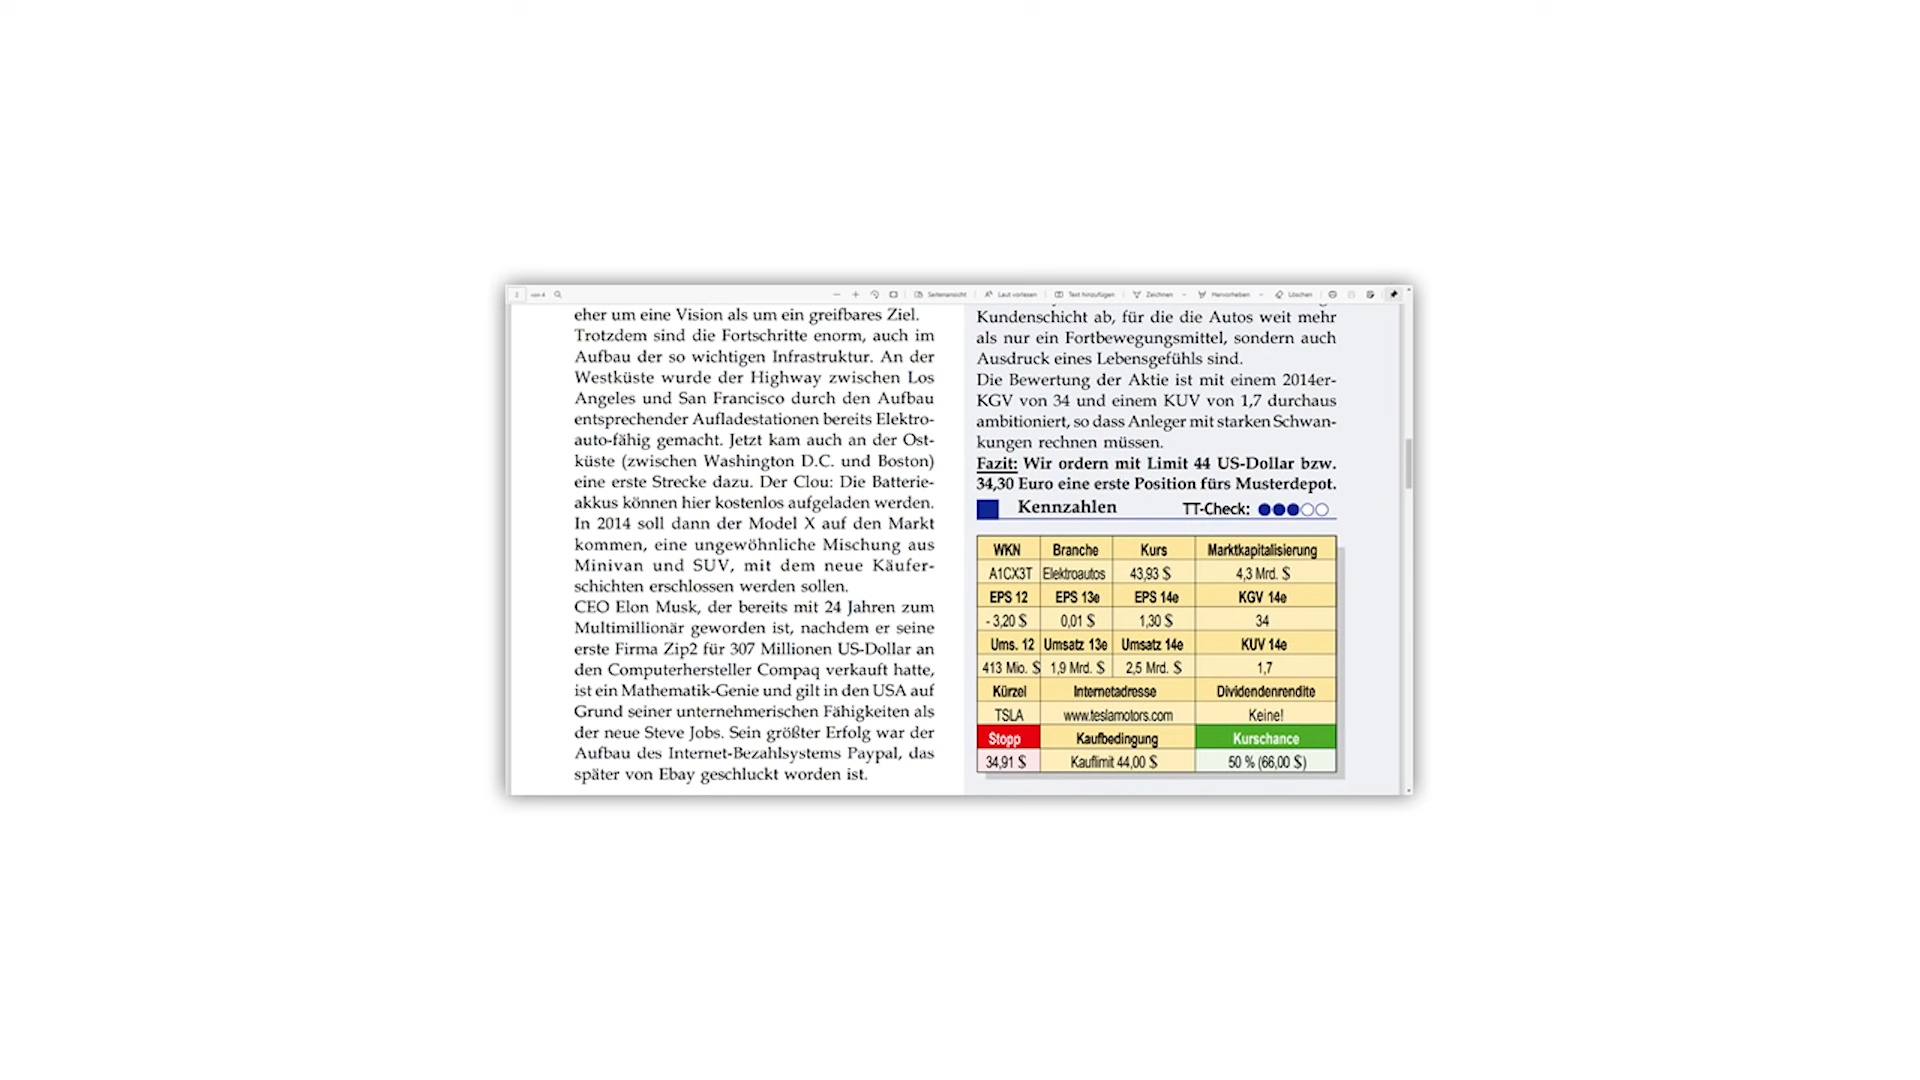 2 von 4
Seitenansicht Laut vorlesen Text hinzufügen Zeichnen Hervorheben Löschen
eher um eine Vision als um ein greifbares Ziel.
Trotzdem sind die Fortschritte enorm, auch im
Aufbau der so wichtigen Infrastruktur. An der
Westküste wurde der Highway zwischen Los
Angeles und San Francisco durch den Aufbau
entsprechender Aufladestationen bereits Elektro-
auto-fähig gemacht. Jetzt kam auch an der Ost-
küste (zwischen Washington D.C. und Boston)
eine erste Strecke dazu. Der Clou: Die Batterie-
akkus können hier kostenlos aufgeladen werden.
In 2014 soll dann der Model X auf den Markt
kommen, eine ungewöhnliche Mischung aus
Minivan und SUV, mit dem neue Käufer-
schichten erschlossen werden sollen.
CEO Elon Musk, der bereits mit 24 Jahren zum
Multimillionär geworden ist, nachdem er seine
erste Firma Zip2 für 307 Millionen US-Dollar an
den Computerhersteller Compaq verkauft hatte,
ist ein Mathematik-Genie und gilt in den USA auf
Grund seiner unternehmerischen Fähigkeiten als
der neue Steve Jobs. Sein größter Erfolg war der
Aufbau des Internet-Bezahlsystems Paypal, das
später von Ebay geschluckt worden ist.
Kundenschicht ab, für die die Autos weit mehr
als nur ein Fortbewegungsmittel, sondern auch
Ausdruck eines Lebensgefühls sind.
Die Bewertung der Aktie ist mit einem 2014er-
KGV von 34 und einem KUV von 1,7 durchaus
ambitioniert, so dass Anleger mit starken Schwan-
kungen rechnen müssen.
Fazit: Wir ordern mit Limit 44 US-Dollar bzw.
34,30 Euro eine erste Position fürs Musterdepot.
Kennzahlen TT-Check:
WKN Branche Kurs Marktkapitalisierung
A1CX3T Elektroautos 43,93 $ 4,3 Mrd. $
EPS 12 EPS 13e EPS 14e KGV 14e
- 3,20 $ 0,01 $ 1,30 $ 34
Ums. 12 Umsatz 13e Umsatz 14e KUV 14e
413 Mio. $ 1,9 Mrd. $ 2,5 Mrd. $ 1,7
Kürzel Internetadresse Dividendenrendite
TSLA www.teslamotors.com Keine!
Stopp Kaufbedingung Kurschance
34,91 $ Kauflimit 44,00 $ 50 % (66,00 $)